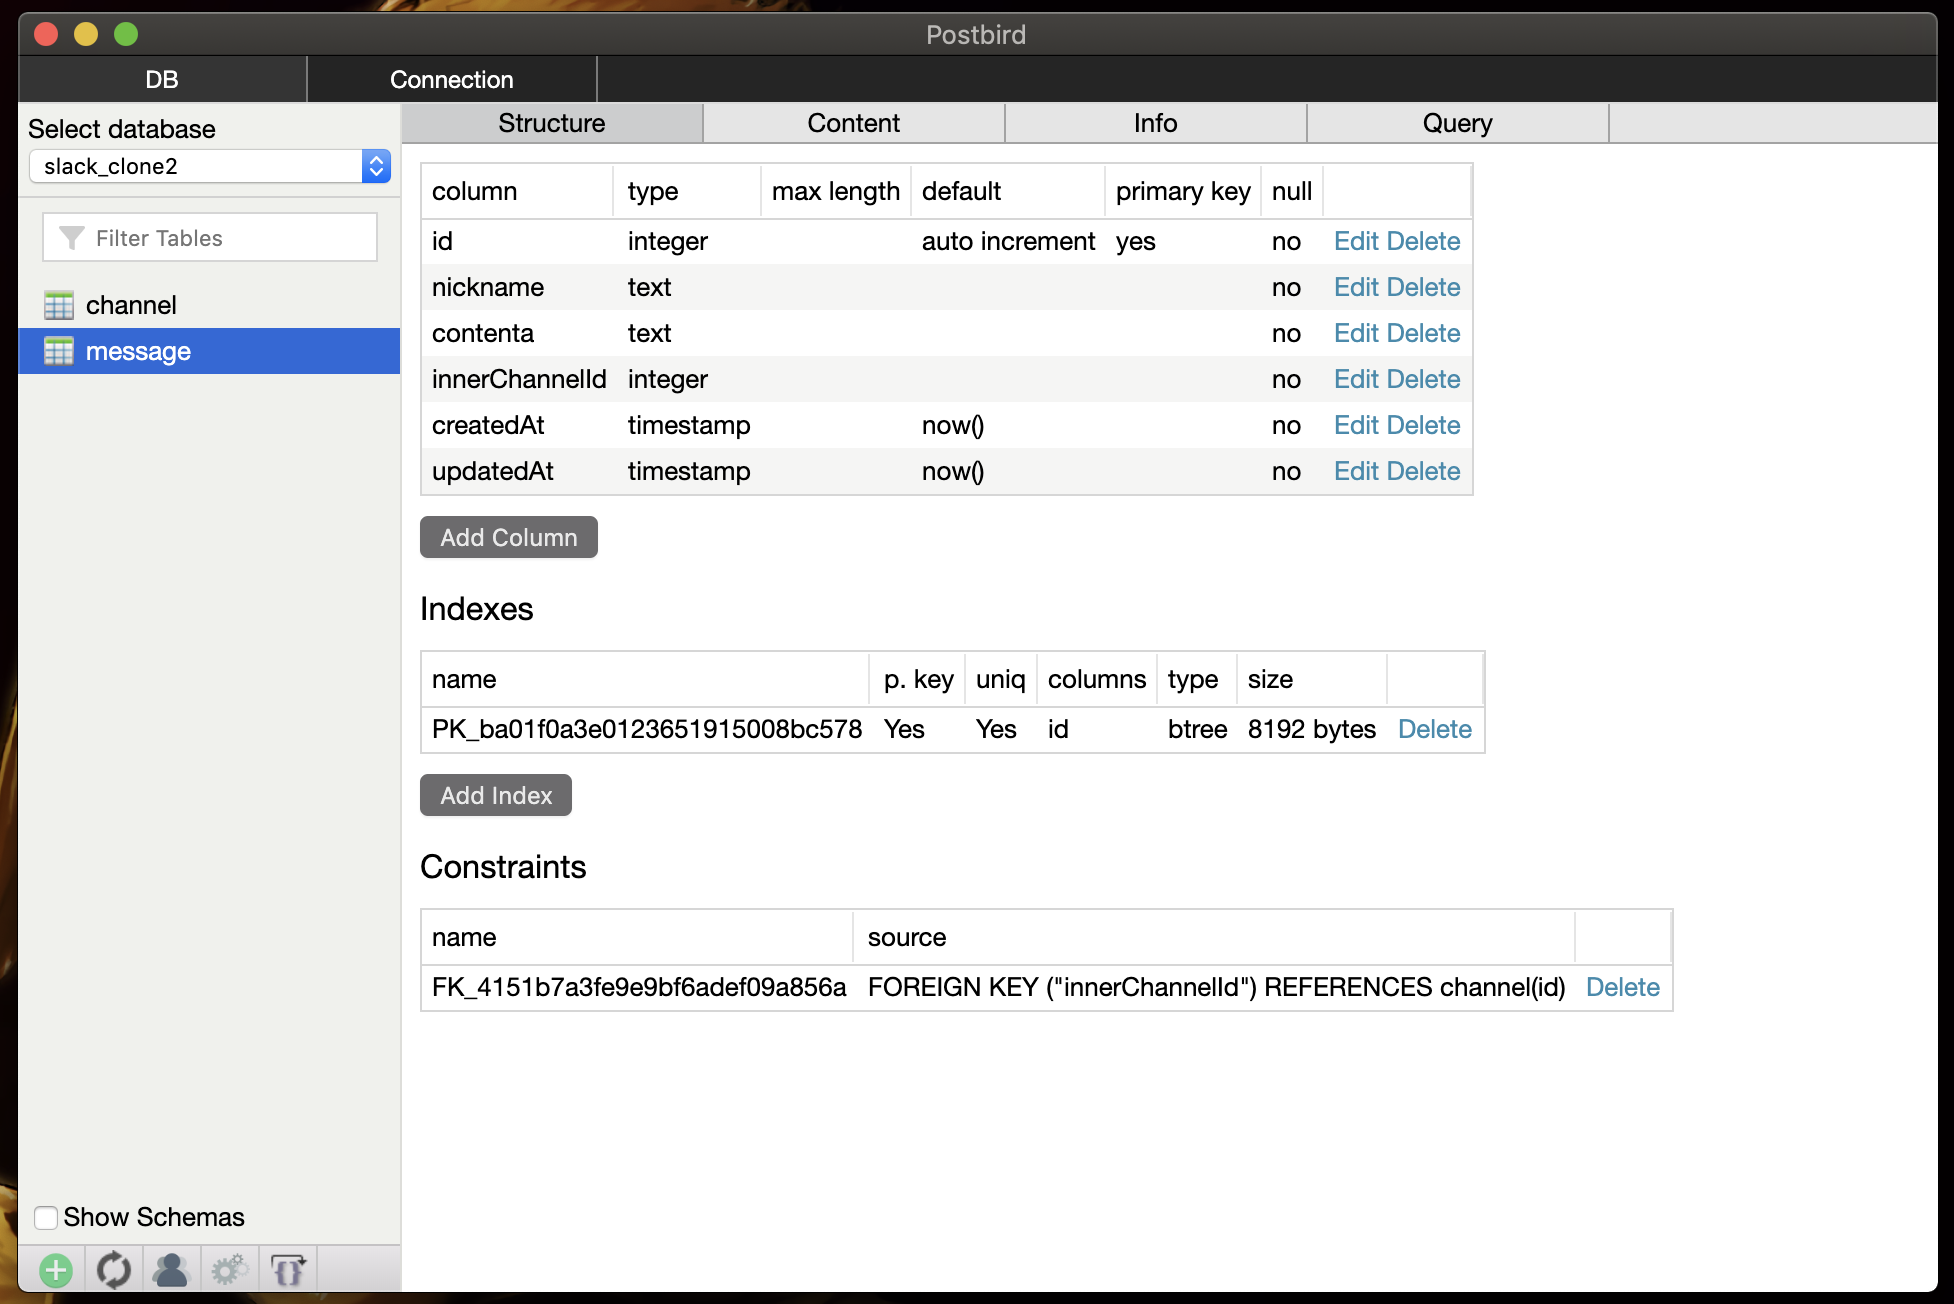 Postbird
DB Connection
Select database
slack_clone2
Filter Tables
channel
message
Show Schemas
Structure Content Info Query
column type max length default primary key null
id integer auto increment yes no Edit Delete
nickname text no Edit Delete
contenta text no Edit Delete
innerChannelId integer no Edit Delete
createdAt timestamp now() no Edit Delete
updatedAt timestamp now() no Edit Delete
Add Column
Indexes
name p. key uniq columns type size
PK_ba01f0a3e0123651915008bc578 Yes Yes id btree 8192 bytes Delete
Add Index
Constraints
name source
FK_4151b7a3fe9e9bf6adef09a856a FOREIGN KEY ("innerChannelId") REFERENCES channel(id) Delete